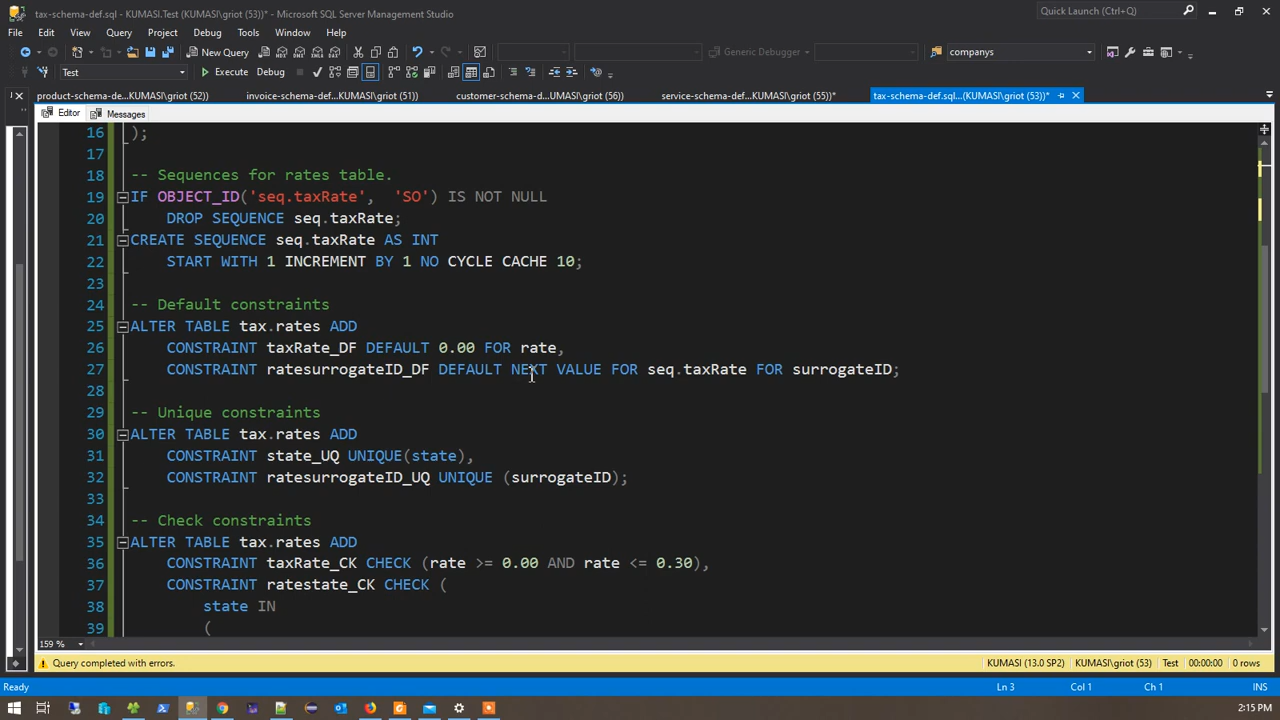 tax-schema-def.sql - KUMASI.Test (KUMASI\griot (53))* - Microsoft SQL Server Management Studio
Quick Launch (Ctrl+Q)
File Edit View Query Project Debug Tools Window Help
New Query
Generic Debugger
companys
Test
Execute Debug
product-schema-de...KUMASI\griot (52))
invoice-schema-def...KUMASI\griot (51))
customer-schema-d...UMASI\griot (56))
service-schema-def...KUMASI\griot (55))*
tax-schema-def.sql...(KUMASI\griot (53))*
Editor Messages
16 );
17
18 -- Sequences for rates table.
19 IF OBJECT_ID('seq.taxRate', 'SO') IS NOT NULL
20 DROP SEQUENCE seq.taxRate;
21 CREATE SEQUENCE seq.taxRate AS INT
22 START WITH 1 INCREMENT BY 1 NO CYCLE CACHE 10;
23
24 -- Default constraints
25 ALTER TABLE tax.rates ADD
26 CONSTRAINT taxRate_DF DEFAULT 0.00 FOR rate,
27 CONSTRAINT ratesurrogateID_DF DEFAULT NEXT VALUE FOR seq.taxRate FOR surrogateID;
28
29 -- Unique constraints
30 ALTER TABLE tax.rates ADD
31 CONSTRAINT state_UQ UNIQUE(state),
32 CONSTRAINT ratesurrogateID_UQ UNIQUE (surrogateID);
33
34 -- Check constraints
35 ALTER TABLE tax.rates ADD
36 CONSTRAINT taxRate_CK CHECK (rate >= 0.00 AND rate <= 0.30),
37 CONSTRAINT ratestate_CK CHECK (
38 state IN
39 (
159 %
Query completed with errors.
KUMASI (13.0 SP2) KUMASI\griot (53) Test 00:00:00 0 rows
Ready
Ln 3 Col 1 Ch 1 INS
2:15 PM